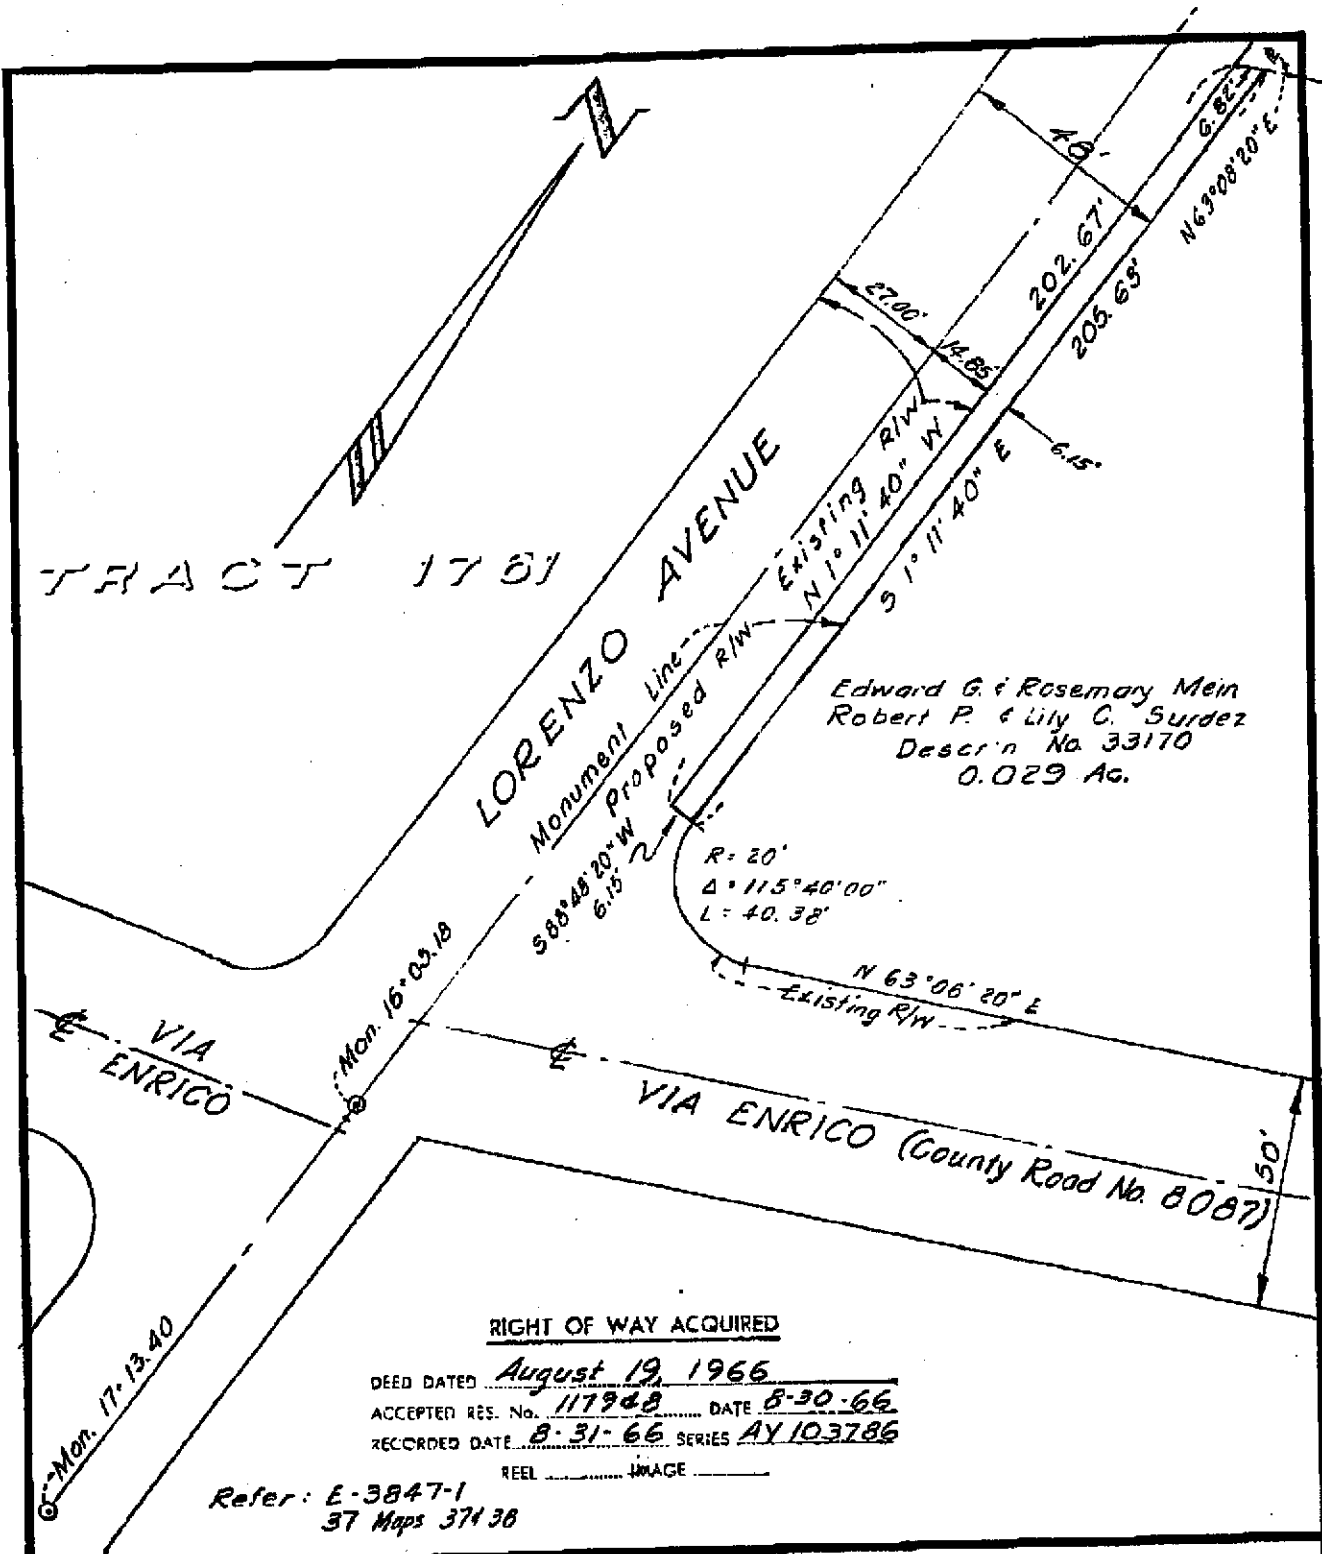 48'
6.82'
N 63°08'20" E
202.67'
205.65'
27.00'
14.85'
6.15'
Existing R/W
N 1° 11' 40" W
S 1° 11' 40" E
TRACT 1751
LORENZO AVENUE
Monument Line
Proposed R/W
Edward G. & Rosemary Mein
Robert P. & Lily C. Surdez
Descr'n No. 33170
0.029 Ac.
S 88°48'20" W
6.15'
R = 20'
Δ = 115°40'00"
L = 40.38'
N 63°06'20" E
Existing R/W
Mon. 16+03.18
℄ VIA
ENRICO
℄
VIA ENRICO (County Road No. 8087)
50'
Mon. 17+13.40
RIGHT OF WAY ACQUIRED
DEED DATED August 19, 1966
ACCEPTED RES. No. 117948 DATE 8-30-66
RECORDED DATE 8-31-66 SERIES AY 103786
REEL IMAGE
Refer: E-3847-1
37 Maps 37 & 38